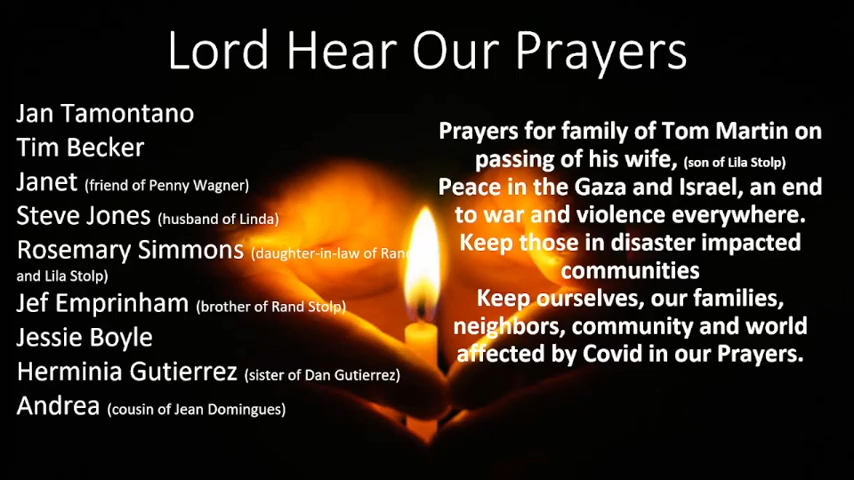 Lord Hear Our Prayers
Jan Tamontano
Tim Becker
Janet (friend of Penny Wagner)
Steve Jones (husband of Linda)
Rosemary Simmons (daughter-in-law of Rand
and Lila Stolp)
Jef Emprinham (brother of Rand Stolp)
Jessie Boyle
Herminia Gutierrez (sister of Dan Gutierrez)
Andrea (cousin of Jean Domingues)
Prayers for family of Tom Martin on
passing of his wife, (son of Lila Stolp)
Peace in the Gaza and Israel, an end
to war and violence everywhere.
Keep those in disaster impacted
communities
Keep ourselves, our families,
neighbors, community and world
affected by Covid in our Prayers.